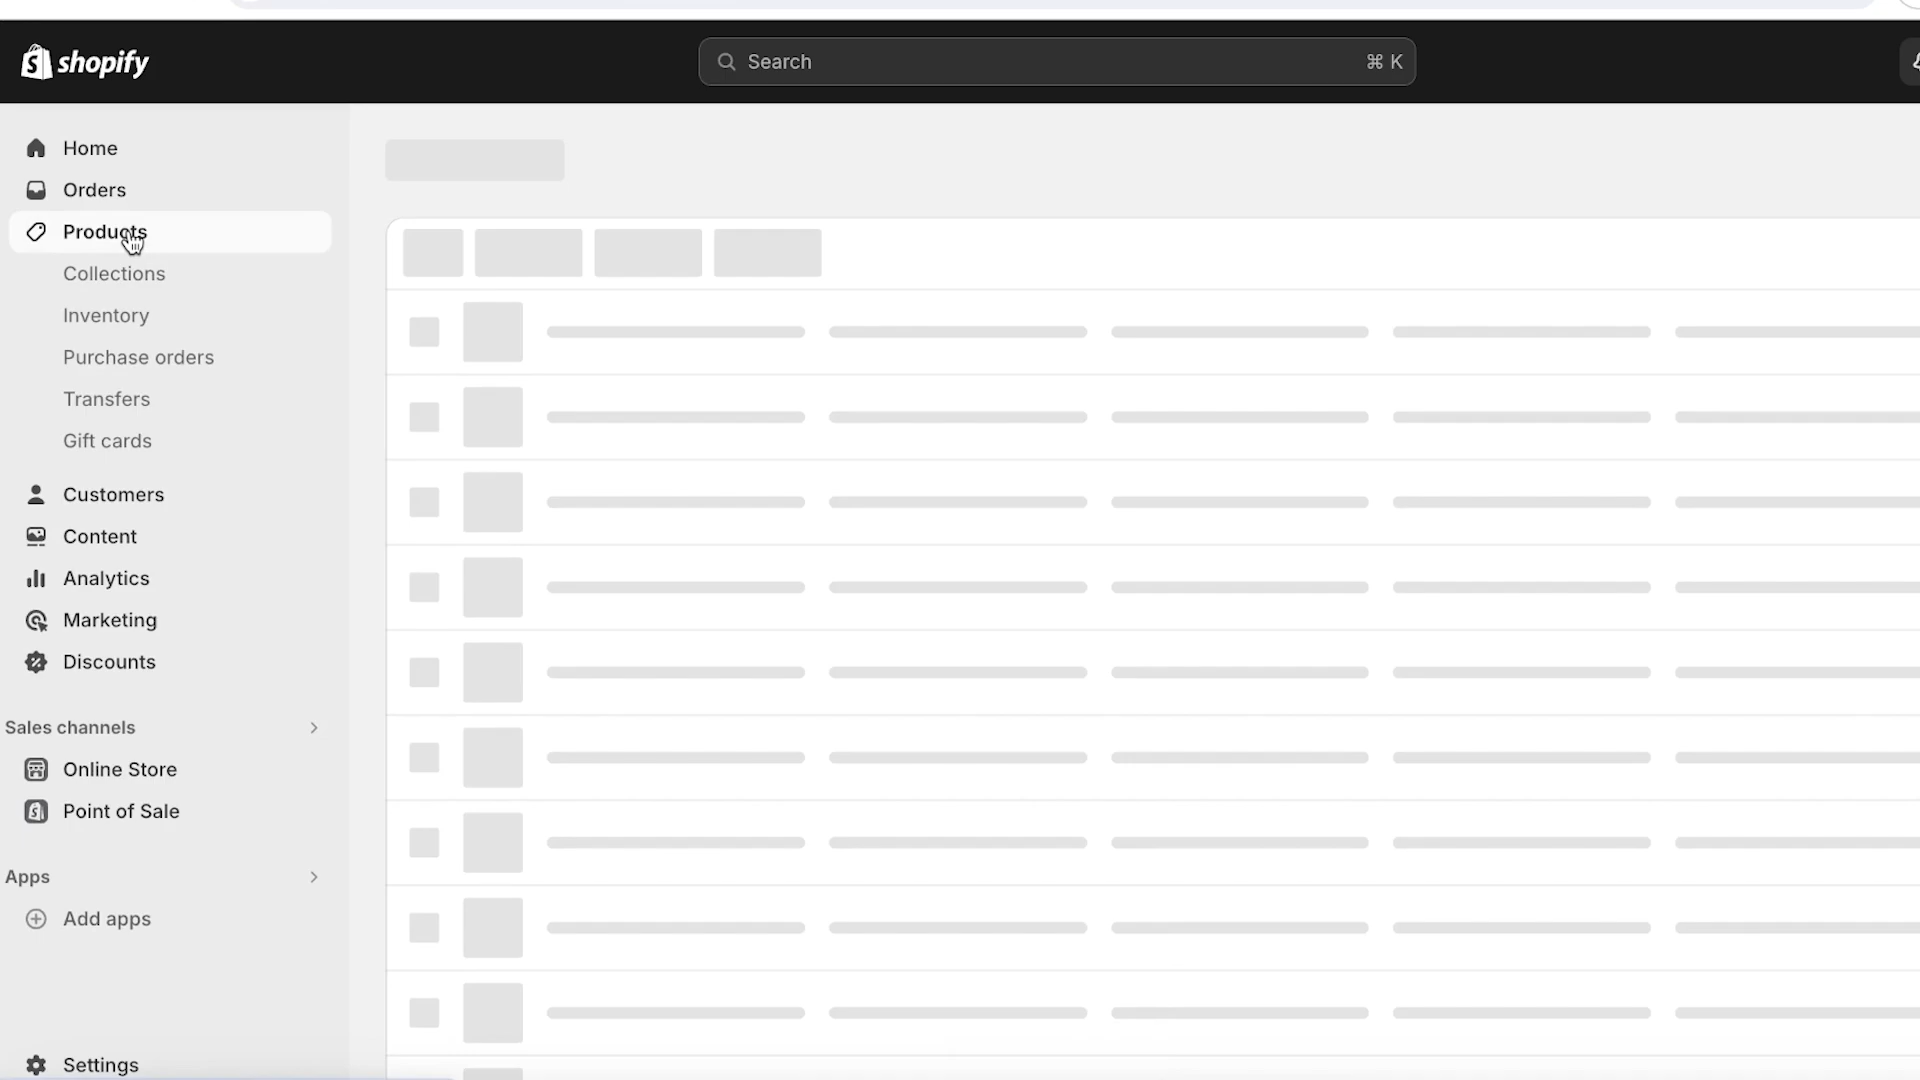 shopify
Search ⌘ K
Home
Orders
Products
Collections
Inventory
Purchase orders
Transfers
Gift cards
Customers
Content
Analytics
Marketing
Discounts
Sales channels
Online Store
Point of Sale
Apps
Add apps
Settings